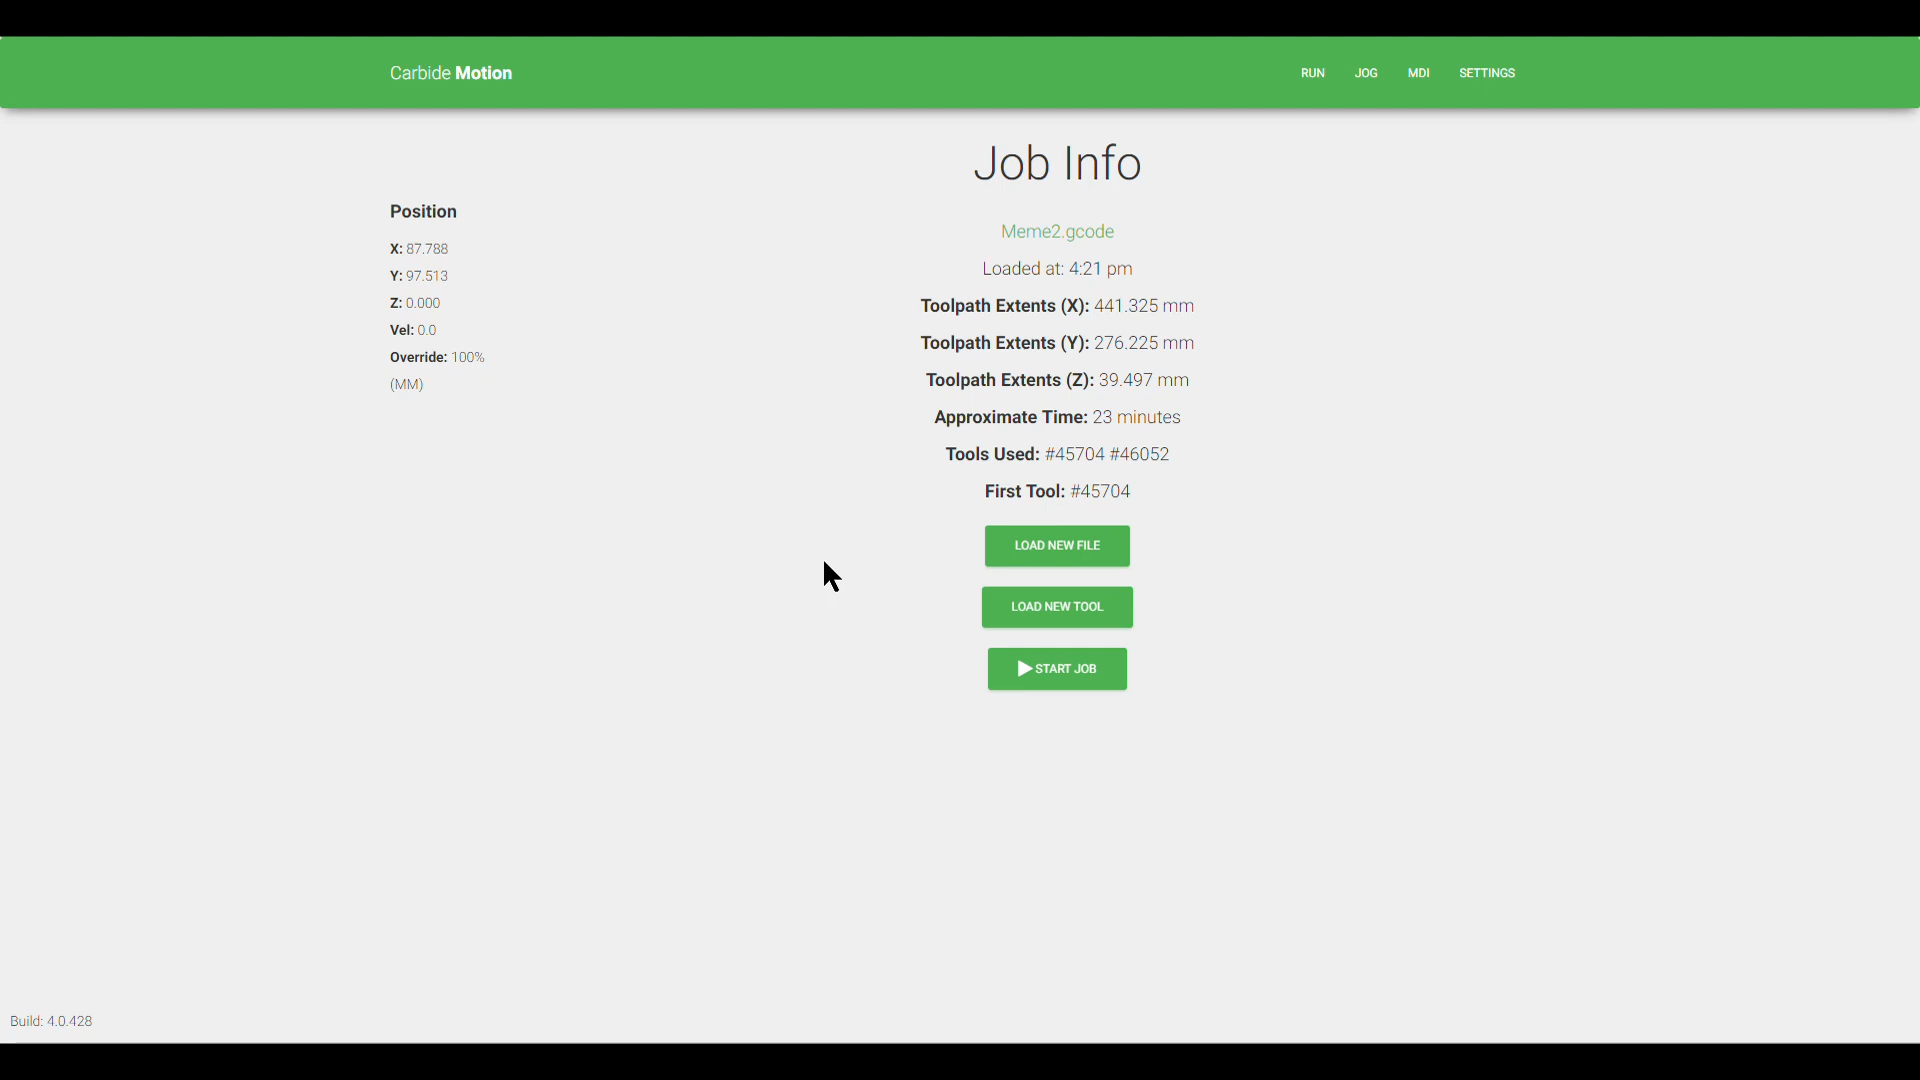 Carbide Motion
RUN
JOG
MDI
SETTINGS
Job Info
Position
X: 87.788
Y: 97.513
Z: 0.000
Vel: 0.0
Override: 100%
(MM)
Meme2.gcode
Loaded at: 4:21 pm
Toolpath Extents (X): 441.325 mm
Toolpath Extents (Y): 276.225 mm
Toolpath Extents (Z): 39.497 mm
Approximate Time: 23 minutes
Tools Used: #45704 #46052
First Tool: #45704
LOAD NEW FILE
LOAD NEW TOOL
START JOB
Build: 4.0.428